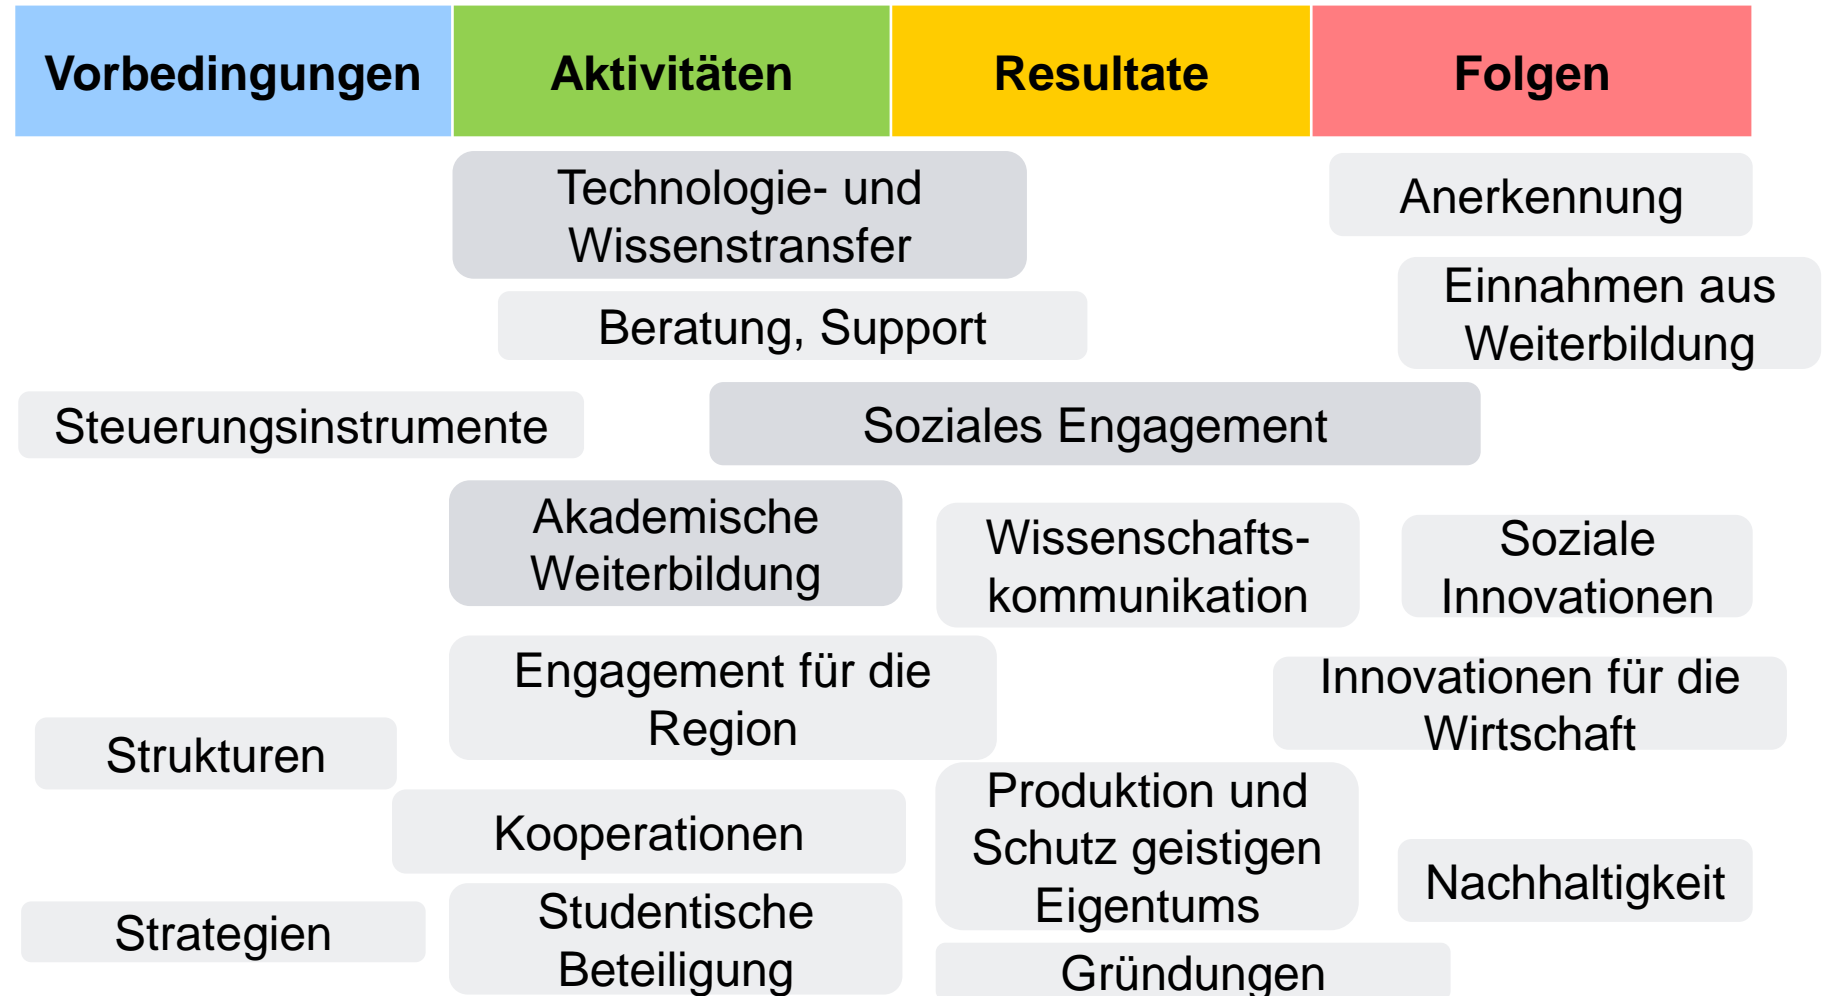 Vorbedingungen
Aktivitäten
Resultate
Folgen
Technologie- und
Wissenstransfer
Anerkennung
Beratung, Support
Einnahmen aus
Weiterbildung
Steuerungsinstrumente
Soziales Engagement
Akademische
Weiterbildung
Wissenschafts-
kommunikation
Soziale
Innovationen
Engagement für die
Region
Innovationen für die
Wirtschaft
Strukturen
Kooperationen
Produktion und
Schutz geistigen
Eigentums
Nachhaltigkeit
Strategien
Studentische
Beteiligung
Gründungen